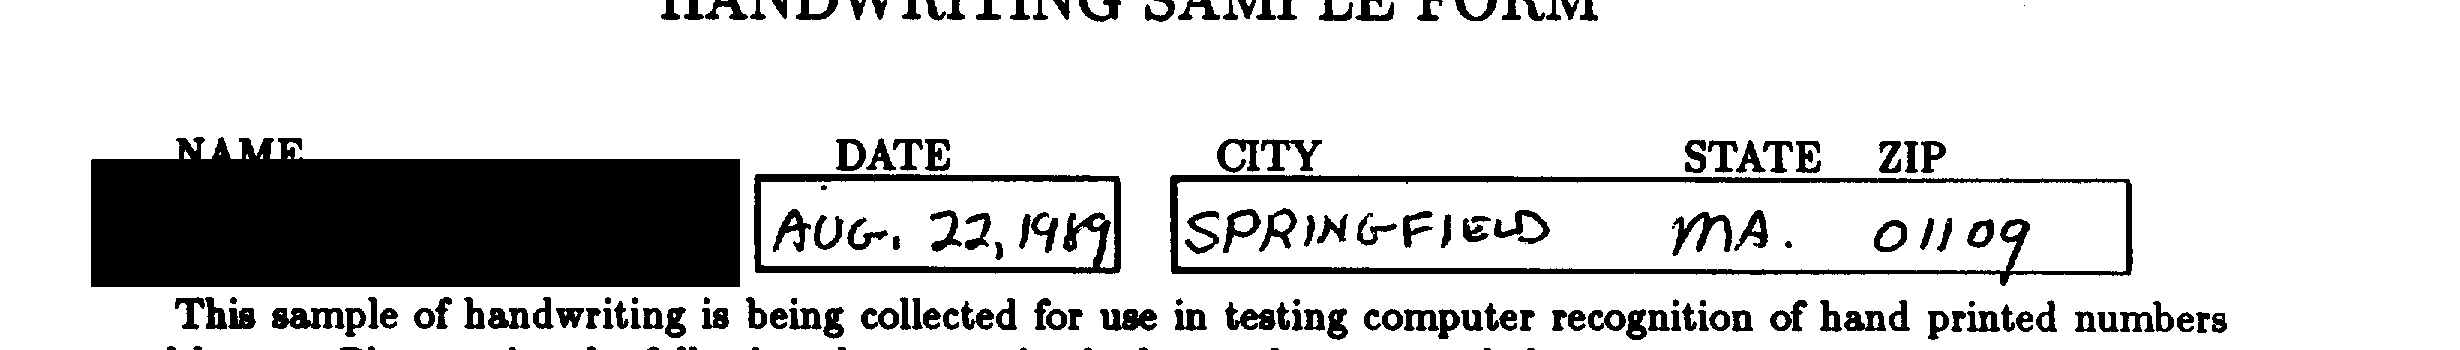 HANDWRITING SAMPLE FORM
NAME DATE CITY STATE ZIP
AUG. 22, 1989 SPRINGFIELD MA. 01109
This sample of handwriting is being collected for use in testing computer recognition of hand printed numbers